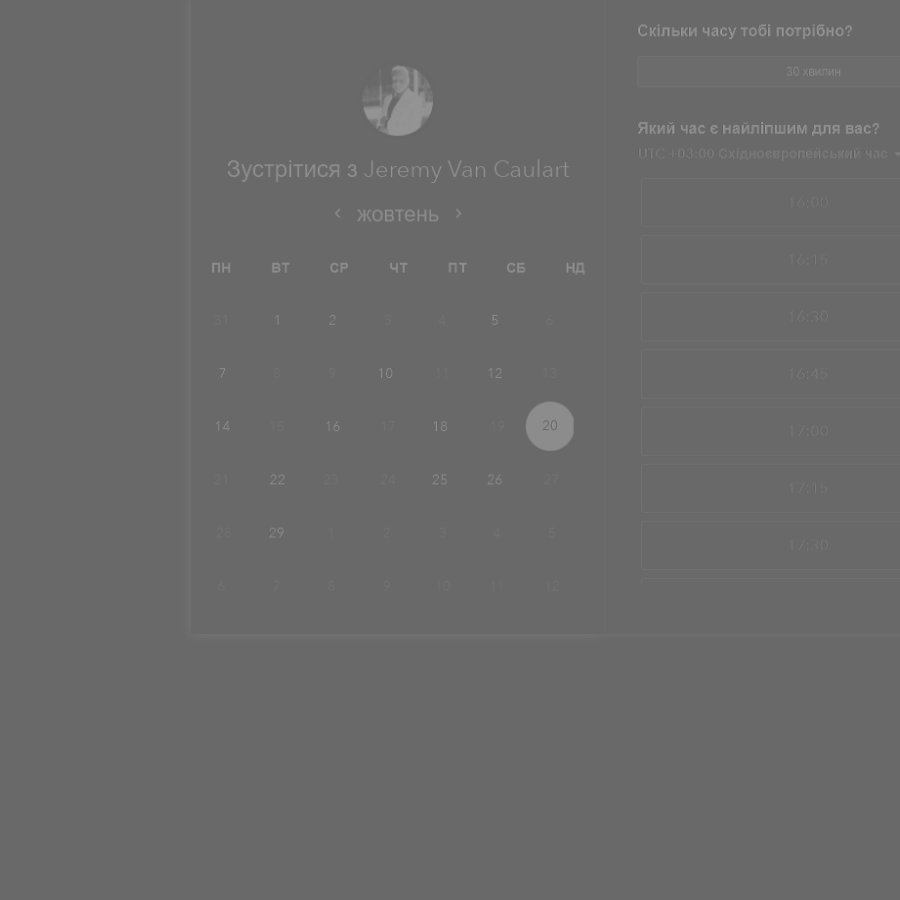 Зустрітися з Jeremy Van Caulart
жовтень
ПН ВТ СР ЧТ ПТ СБ НД
31 1 2 3 4 5 6
7 8 9 10 11 12 13
14 15 16 17 18 19 20
21 22 23 24 25 26 27
28 29 1 2 3 4 5
6 7 8 9 10 11 12
Скільки часу тобі потрібно?
30 хвилин
Який час є найліпшим для вас?
UTC +03:00 Східноєвропейський час
16:00
16:15
16:30
16:45
17:00
17:15
17:30